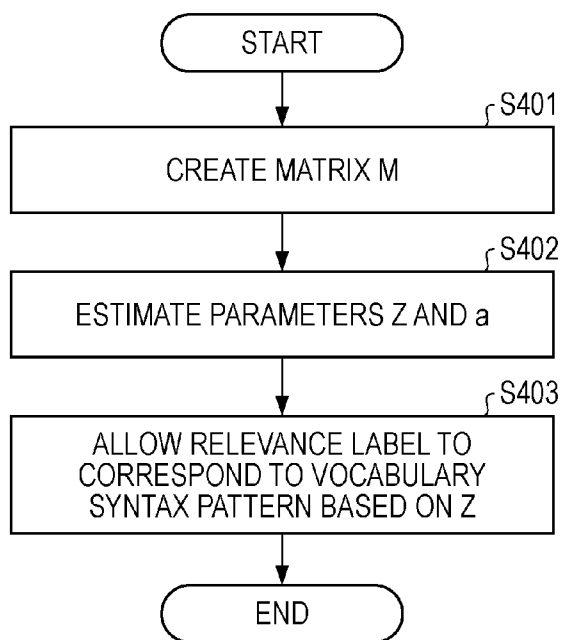 START
S401
CREATE MATRIX M
S402
ESTIMATE PARAMETERS Z AND a
S403
ALLOW RELEVANCE LABEL TO
CORRESPOND TO VOCABULARY
SYNTAX PATTERN BASED ON Z
END